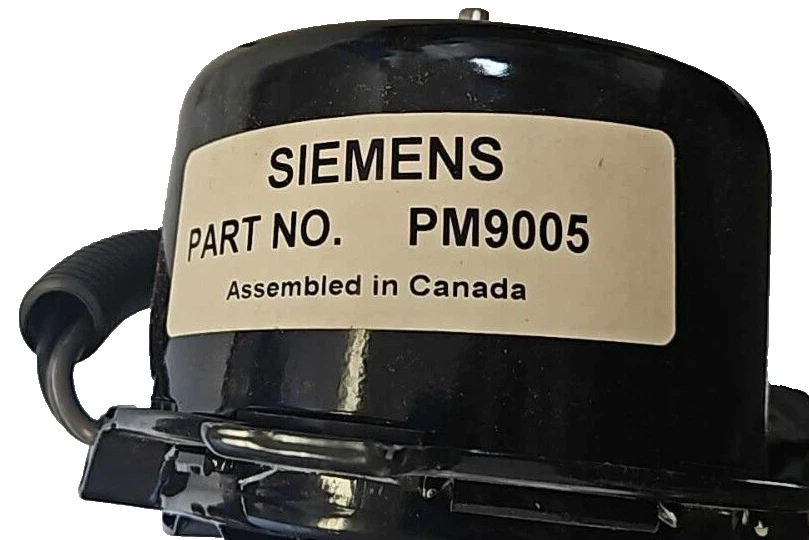 SIEMENS
PART NO. PM9005
Assembled in Canada